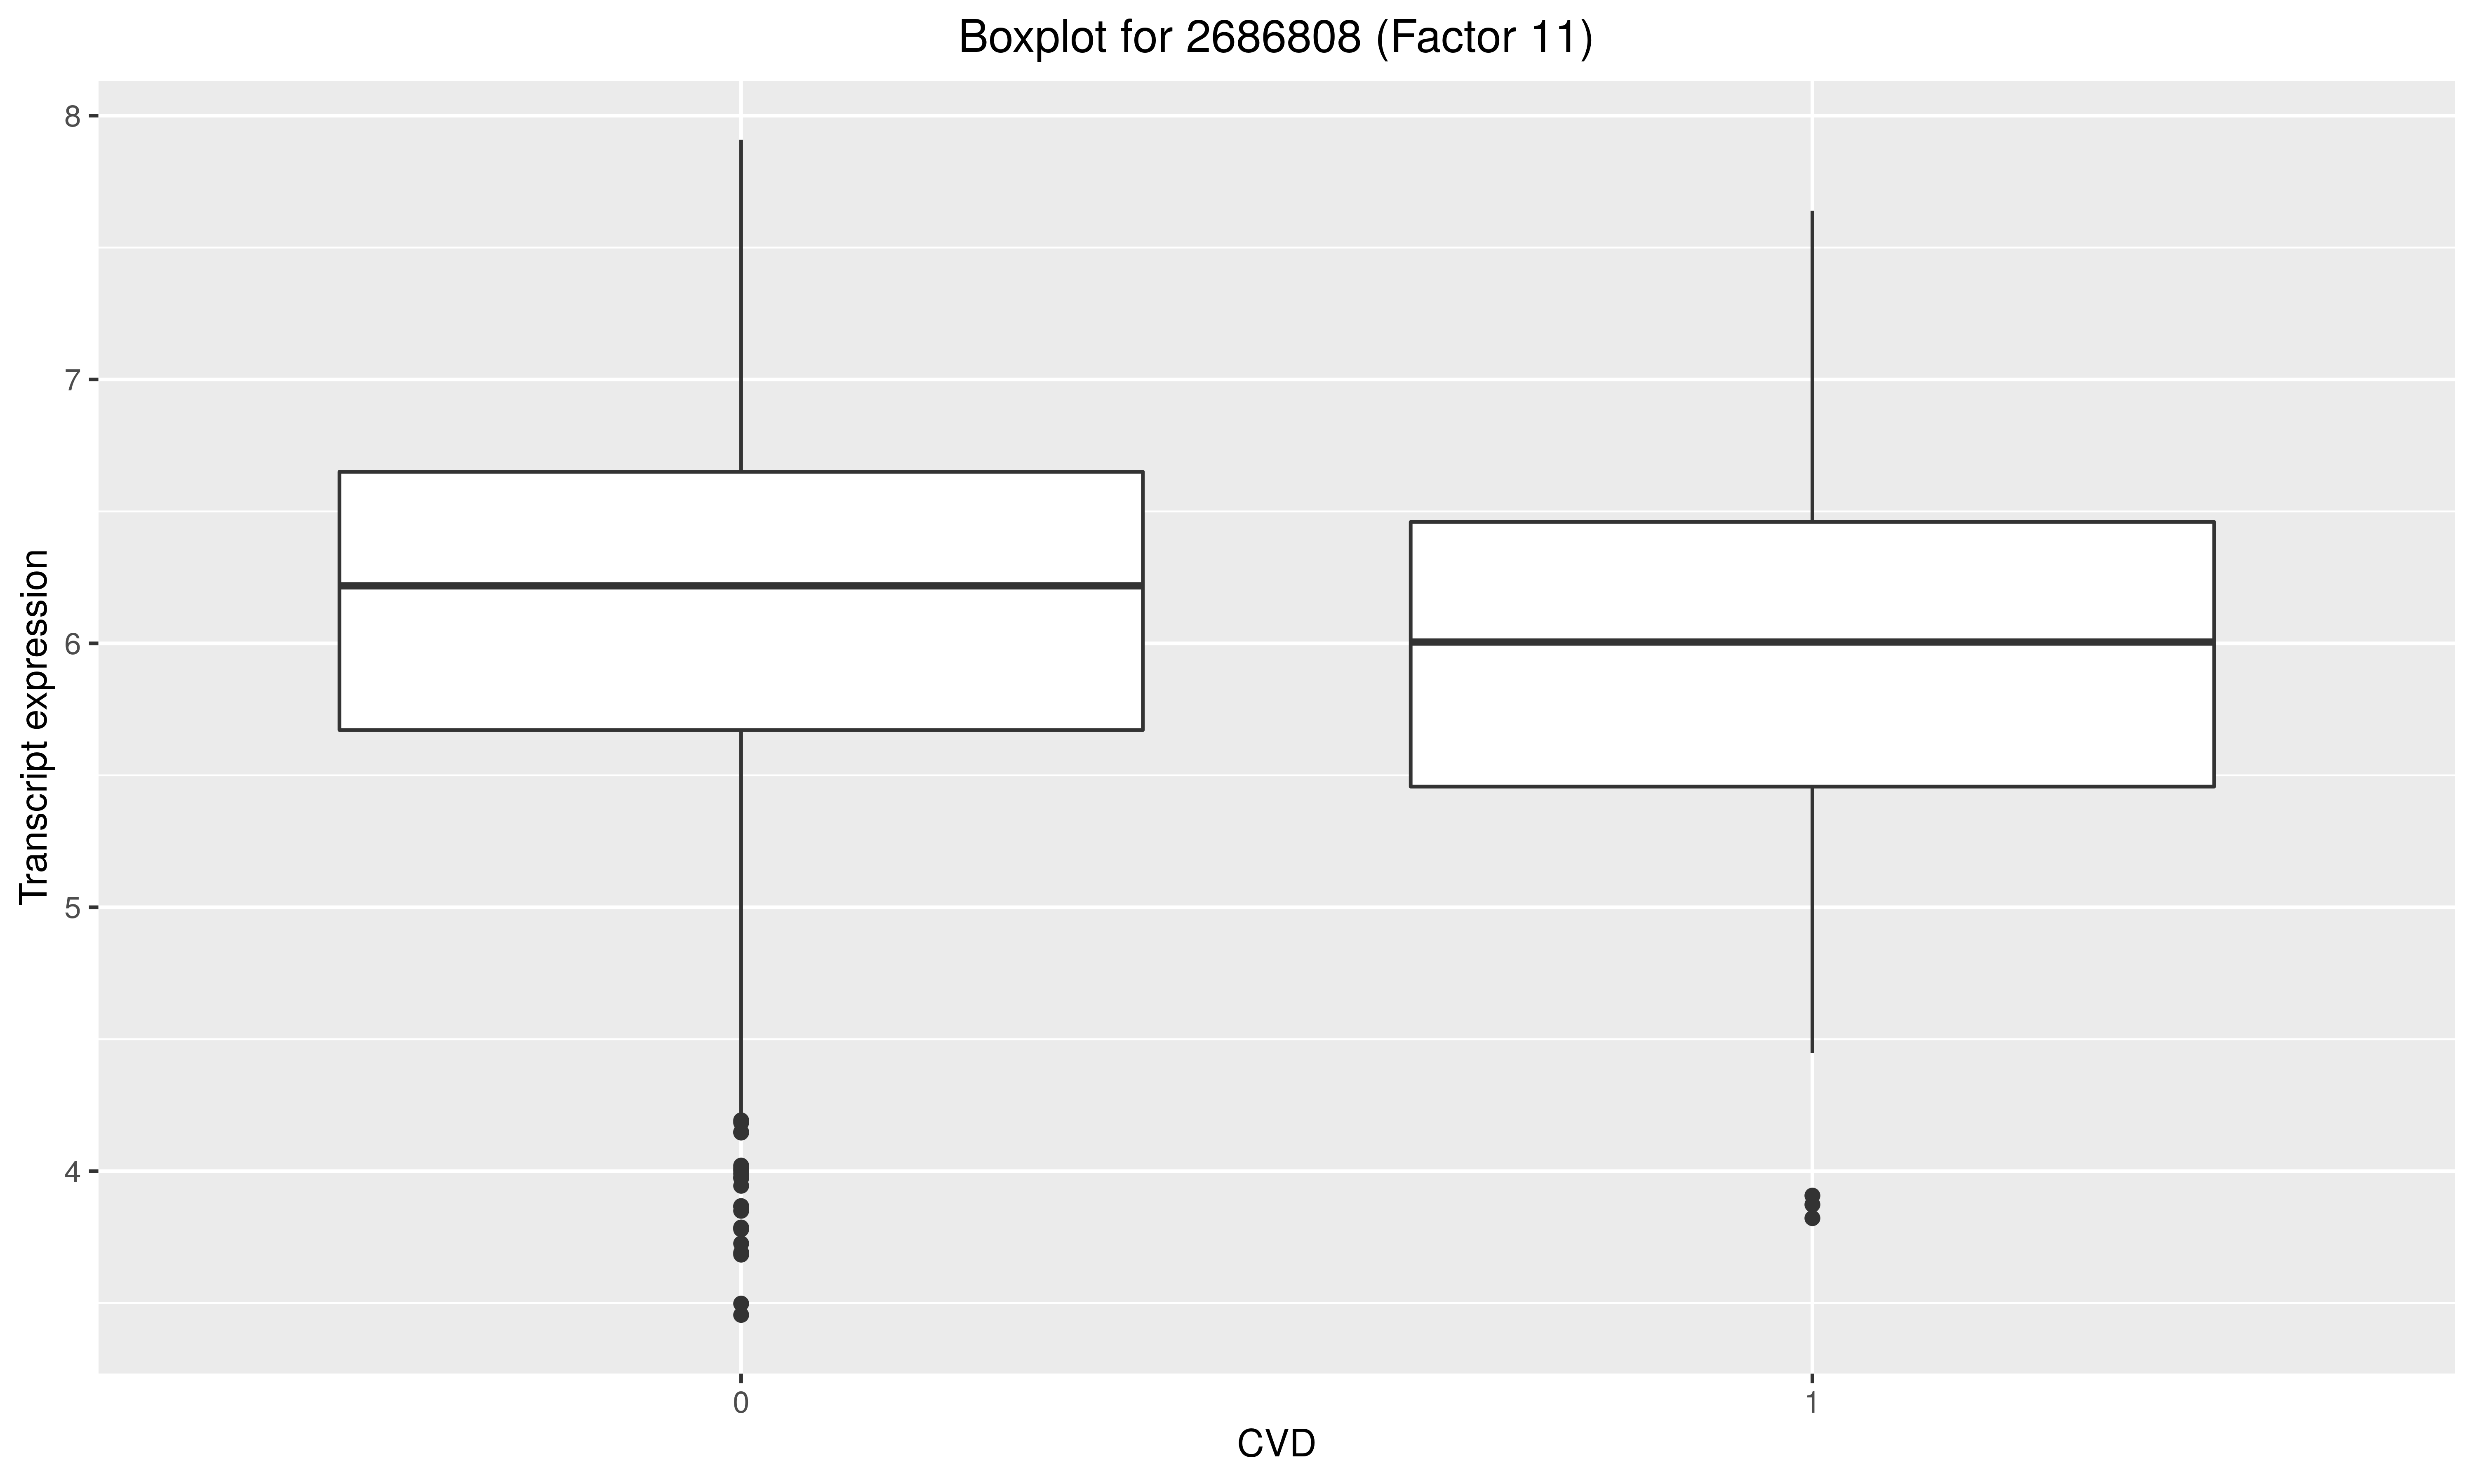 Boxplot for 2686808 (Factor 11)
Transcript expression
8
7
6
5
4
0
1
CVD